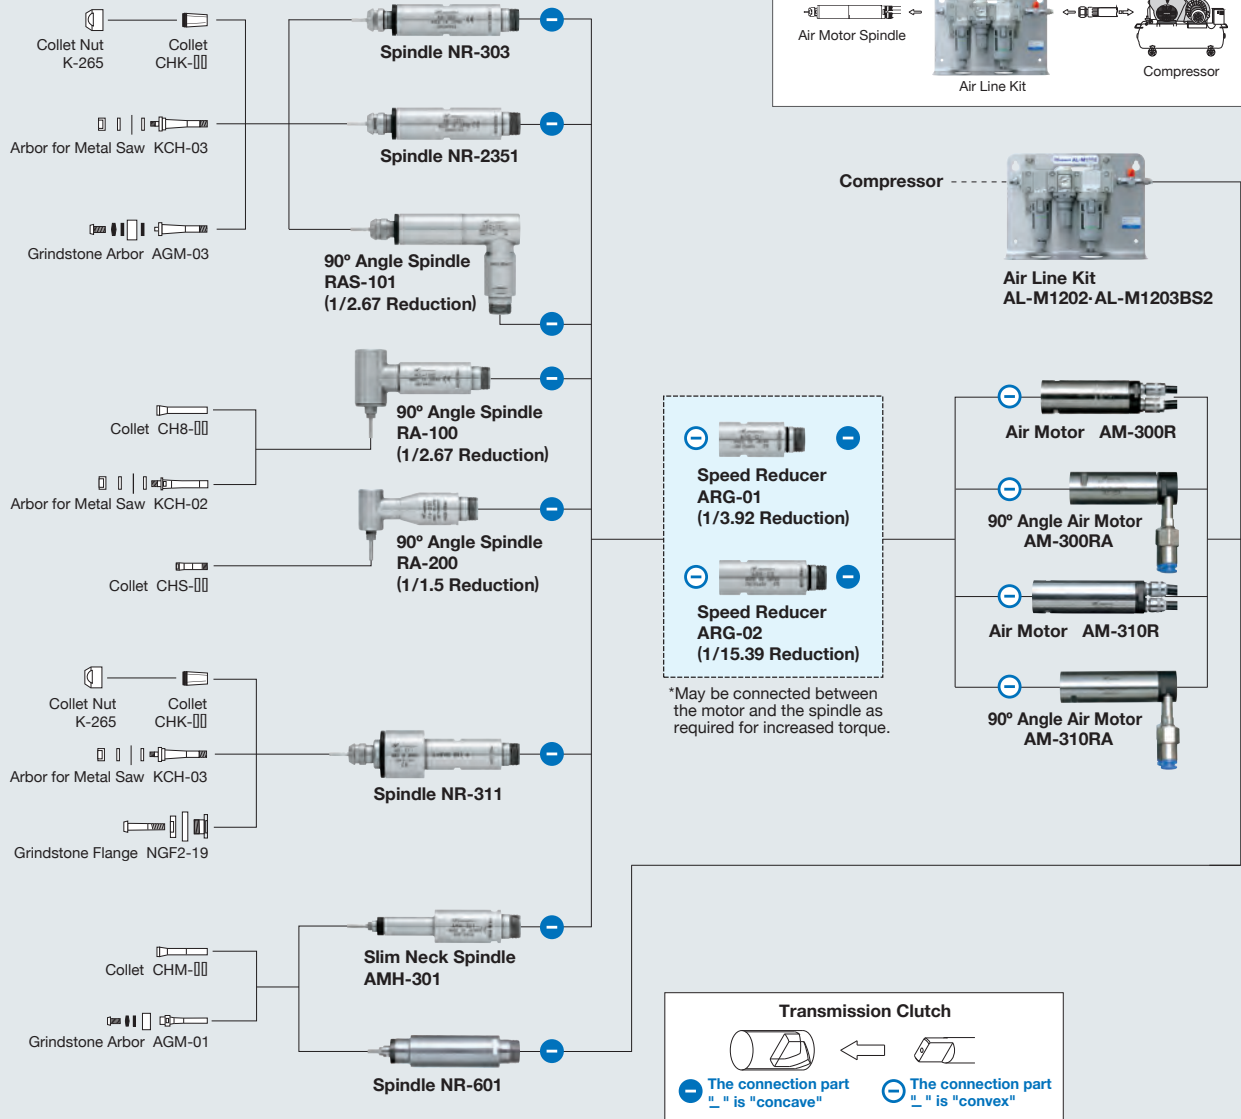 Collet Nut
K-265
Collet
CHK-▯▯
Spindle NR-303
Air Motor Spindle
Air Line Kit
Compressor
Arbor for Metal Saw KCH-03
Spindle NR-2351
Grindstone Arbor AGM-03
90º Angle Spindle
RAS-101
(1/2.67 Reduction)
Compressor
AL-M1202
Air Line Kit
AL-M1202·AL-M1203BS2
Collet CH8-▯▯
90º Angle Spindle
RA-100
(1/2.67 Reduction)
Arbor for Metal Saw KCH-02
Collet CHS-▯▯
90º Angle Spindle
RA-200
(1/1.5 Reduction)
Speed Reducer
ARG-01
(1/3.92 Reduction)
Speed Reducer
ARG-02
(1/15.39 Reduction)
*May be connected between
the motor and the spindle as
required for increased torque.
Air Motor AM-300R
90º Angle Air Motor
AM-300RA
Air Motor AM-310R
90º Angle Air Motor
AM-310RA
Collet Nut
K-265
Collet
CHK-▯▯
Arbor for Metal Saw KCH-03
Spindle NR-311
Grindstone Flange NGF2-19
Slim Neck Spindle
AMH-301
Collet CHM-▯▯
Grindstone Arbor AGM-01
Spindle NR-601
Transmission Clutch
The connection part
"_ " is "concave"
The connection part
"_ " is "convex"